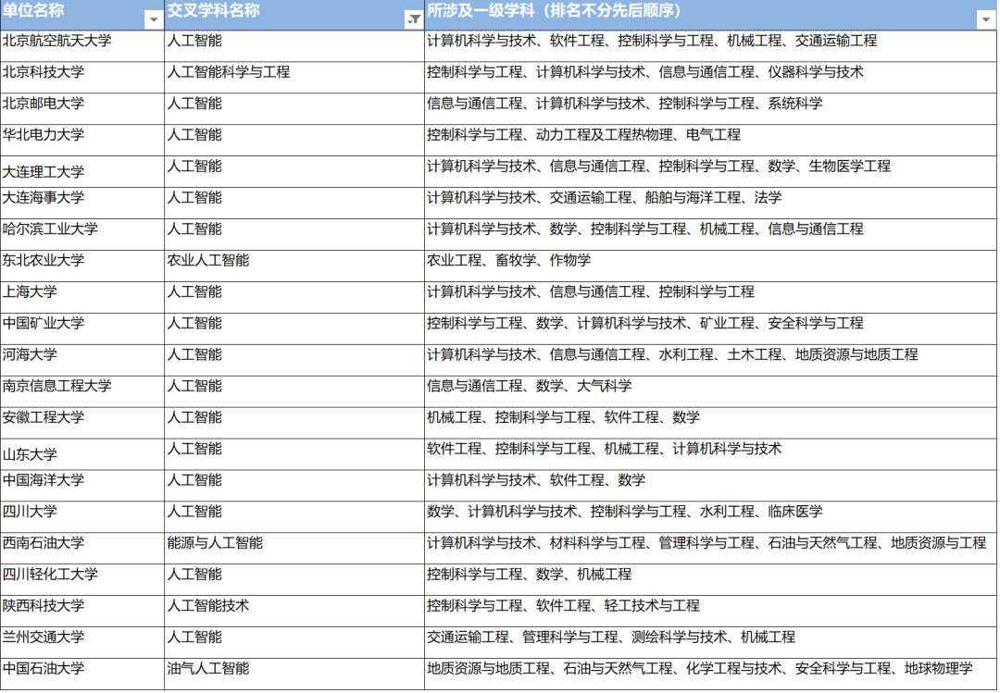 单位名称 交叉学科名称 所涉及一级学科（排名不分先后顺序）
北京航空航天大学 人工智能 计算机科学与技术、软件工程、控制科学与工程、机械工程、交通运输工程
北京科技大学 人工智能科学与工程 控制科学与工程、计算机科学与技术、信息与通信工程、仪器科学与技术
北京邮电大学 人工智能 信息与通信工程、计算机科学与技术、控制科学与工程、系统科学
华北电力大学 人工智能 控制科学与工程、动力工程及工程热物理、电气工程
大连理工大学 人工智能 计算机科学与技术、信息与通信工程、控制科学与工程、数学、生物医学工程
大连海事大学 人工智能 计算机科学与技术、交通运输工程、船舶与海洋工程、法学
哈尔滨工业大学 人工智能 计算机科学与技术、数学、控制科学与工程、机械工程、信息与通信工程
东北农业大学 农业人工智能 农业工程、畜牧学、作物学
上海大学 人工智能 计算机科学与技术、信息与通信工程、控制科学与工程
中国矿业大学 人工智能 控制科学与工程、数学、计算机科学与技术、矿业工程、安全科学与工程
河海大学 人工智能 计算机科学与技术、信息与通信工程、水利工程、土木工程、地质资源与地质工程
南京信息工程大学 人工智能 信息与通信工程、数学、大气科学
安徽工程大学 人工智能 机械工程、控制科学与工程、软件工程、数学
山东大学 人工智能 软件工程、控制科学与工程、机械工程、计算机科学与技术
中国海洋大学 人工智能 计算机科学与技术、软件工程、数学
四川大学 人工智能 数学、计算机科学与技术、控制科学与工程、水利工程、临床医学
西南石油大学 能源与人工智能 计算机科学与技术、材料科学与工程、管理科学与工程、石油与天然气工程、地质资源与工程
四川轻化工大学 人工智能 控制科学与工程、数学、机械工程
陕西科技大学 人工智能技术 控制科学与工程、软件工程、轻工技术与工程
兰州交通大学 人工智能 交通运输工程、管理科学与工程、测绘科学与技术、机械工程
中国石油大学 油气人工智能 地质资源与地质工程、石油与天然气工程、化学工程与技术、安全科学与工程、地球物理学